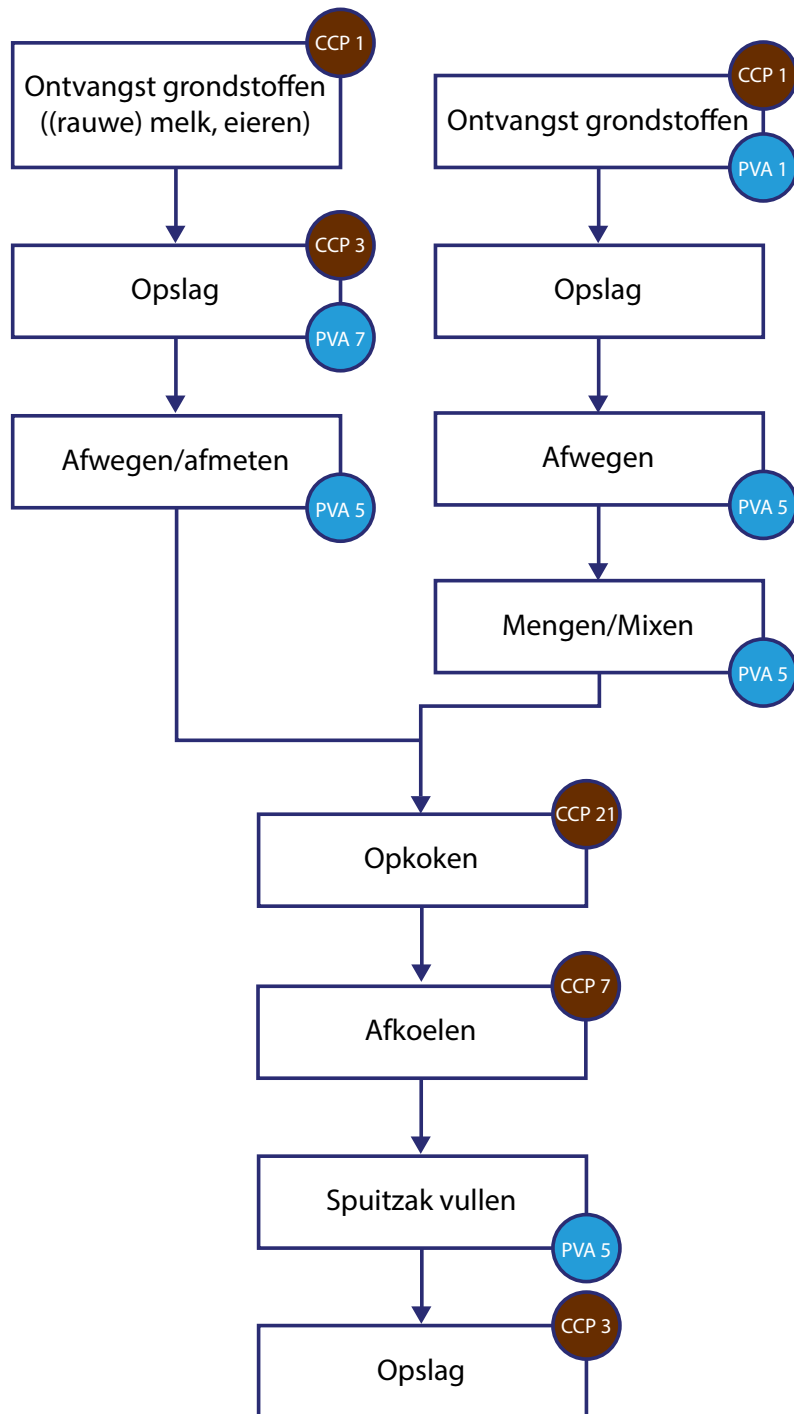 CCP 1
Ontvangst grondstoffen
((rauwe) melk, eieren)
CCP 1
Ontvangst grondstoffen
PVA 1
CCP 3
Opslag
PVA 7
Opslag
Afwegen/afmeten
PVA 5
Afwegen
PVA 5
Mengen/Mixen
PVA 5
CCP 21
Opkoken
CCP 7
Afkoelen
Spuitzak vullen
PVA 5
CCP 3
Opslag